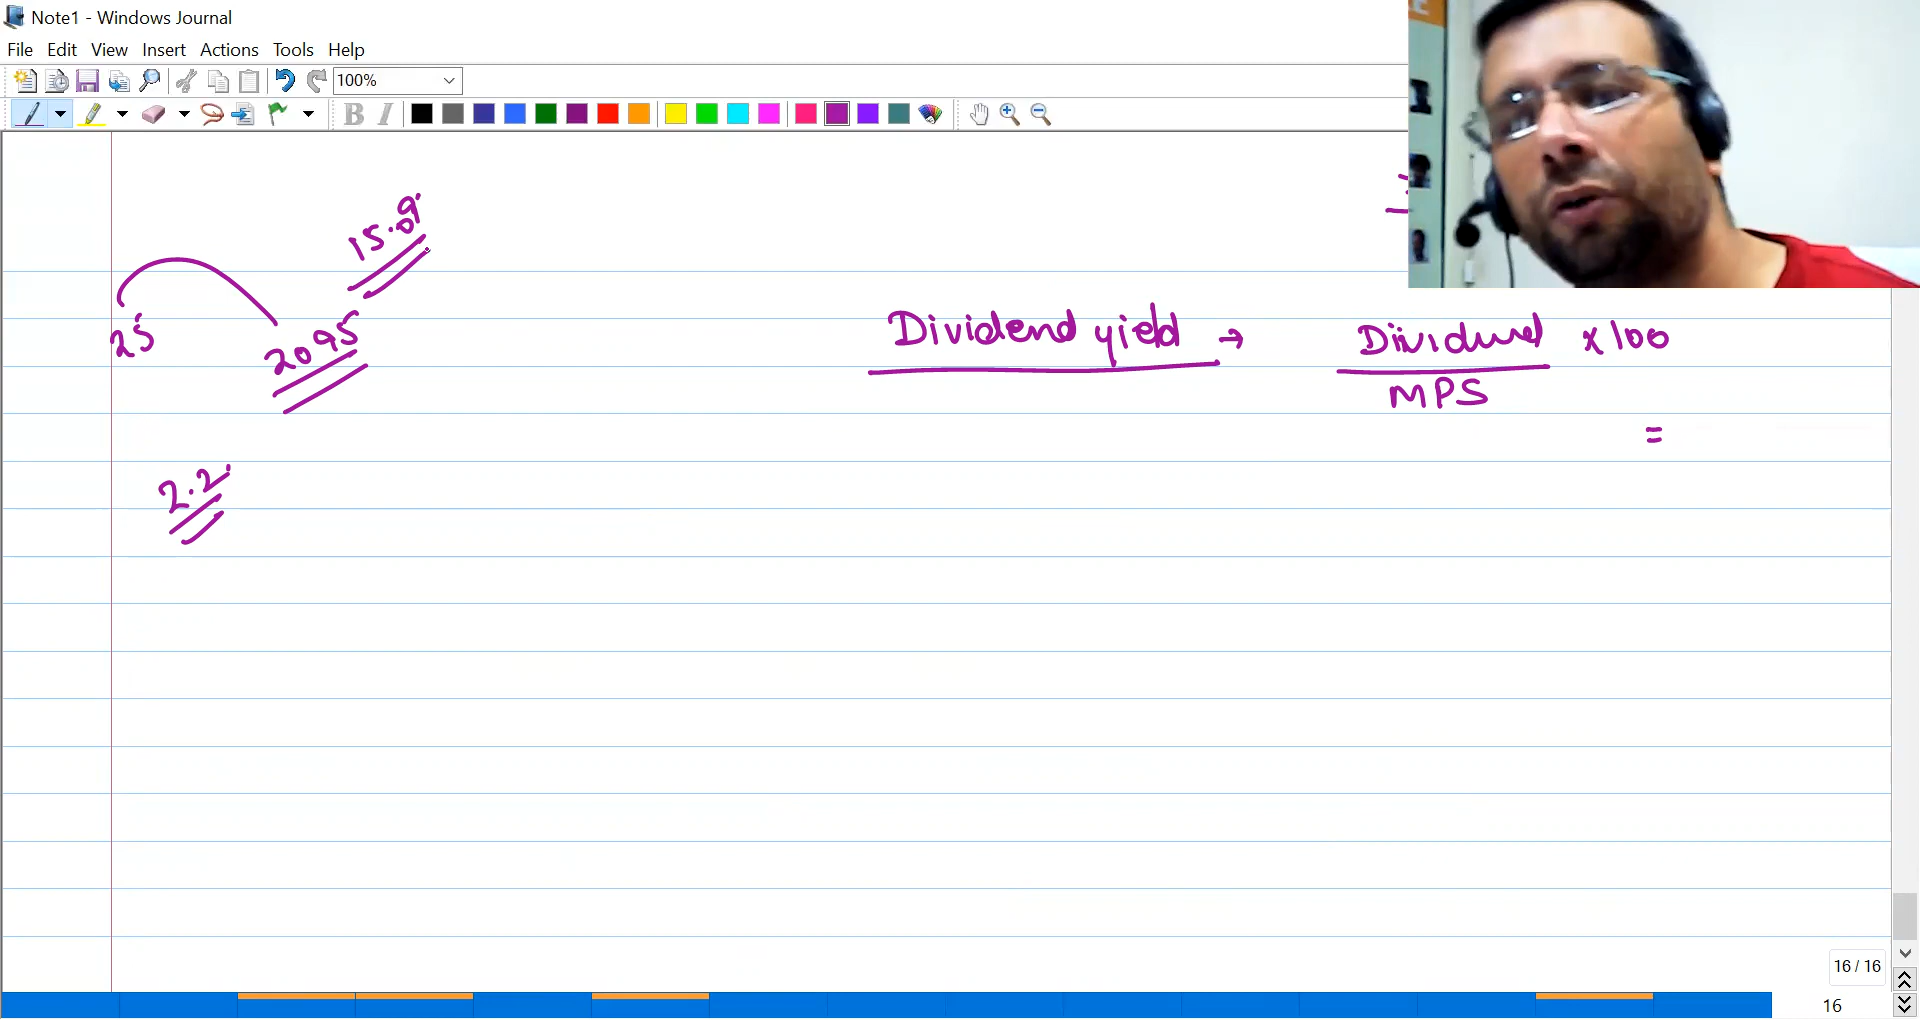 Note1 - Windows Journal
File Edit View Insert Actions Tools Help
100%
B I
15.09
25
2095
Dividend yield → Dividend × 100
MPS
=
2.2
16 / 16
16